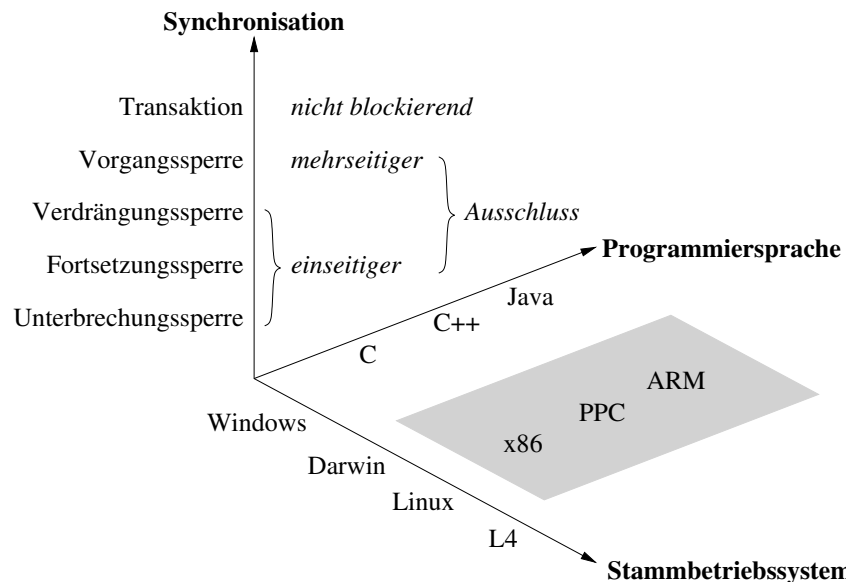 Synchronisation
Transaktion nicht blockierend
Vorgangssperre mehrseitiger
Verdrängungssperre Ausschluss
Fortsetzungssperre einseitiger
Unterbrechungssperre
Programmiersprache
Java
C++
C
ARM
PPC
x86
Windows
Darwin
Linux
L4
Stammbetriebssystem